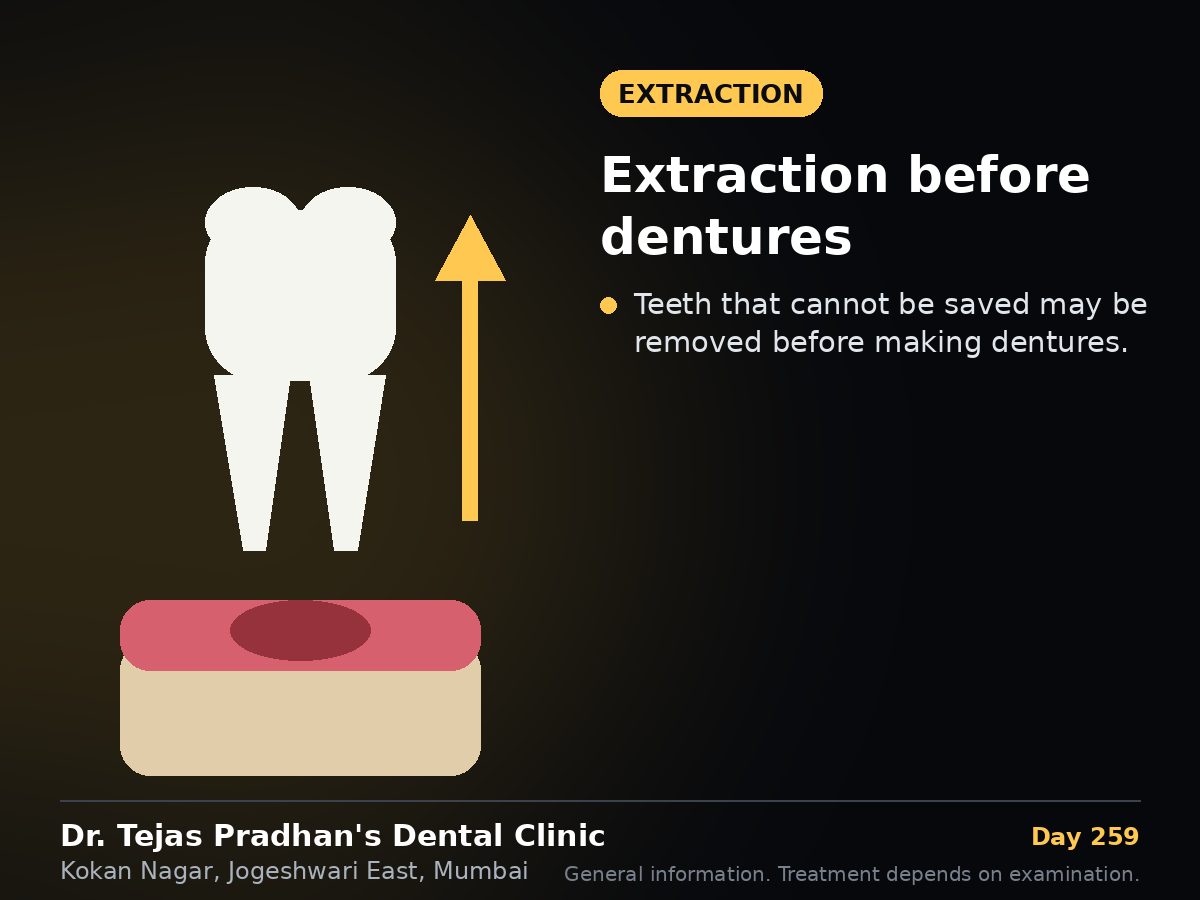 EXTRACTION
Extraction before
dentures
Teeth that cannot be saved may be
removed before making dentures.
Dr. Tejas Pradhan's Dental Clinic
Day 259
Kokan Nagar, Jogeshwari East, Mumbai
General information. Treatment depends on examination.